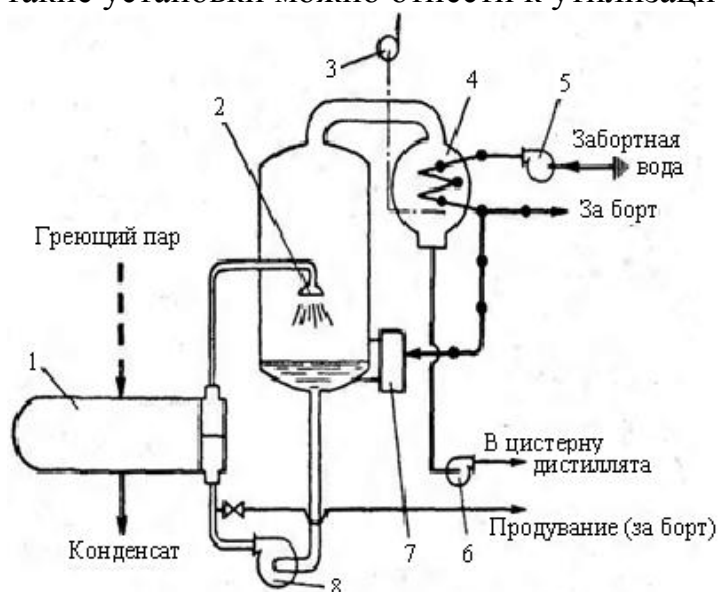 такие установки можно отнести к утилизаци
3
4
5
2
Забортная
вода
За борт
Греющий пар
1
В цистерну
дистиллята
Продувание (за борт)
Конденсат
7
6
8